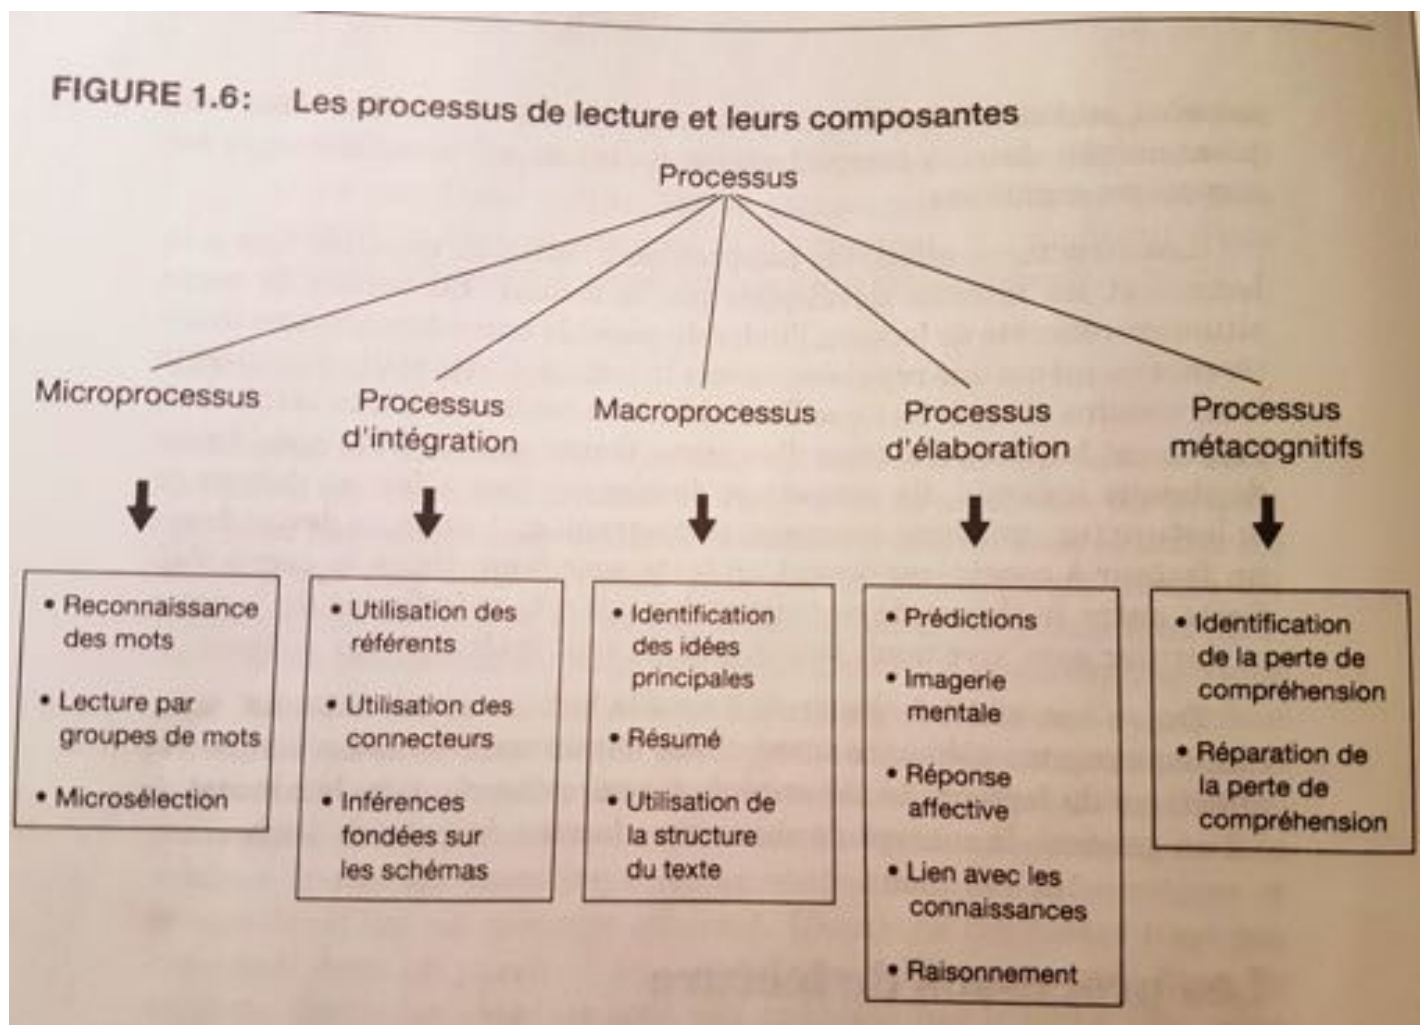 FIGURE 1.6: Les processus de lecture et leurs composantes
Processus
Microprocessus
Processus
d'intégration
Macroprocessus
Processus
d'élaboration
Processus
métacognitifs
• Reconnaissance
des mots
• Lecture par
groupes de mots
• Microsélection
• Utilisation des
référents
• Utilisation des
connecteurs
• Inférences
fondées sur
les schémas
• Identification
des idées
principales
• Résumé
• Utilisation de
la structure
du texte
• Prédictions
• Imagerie
mentale
• Réponse
affective
• Lien avec les
connaissances
• Raisonnement
• Identification
de la perte de
compréhension
• Réparation de
la perte de
compréhension